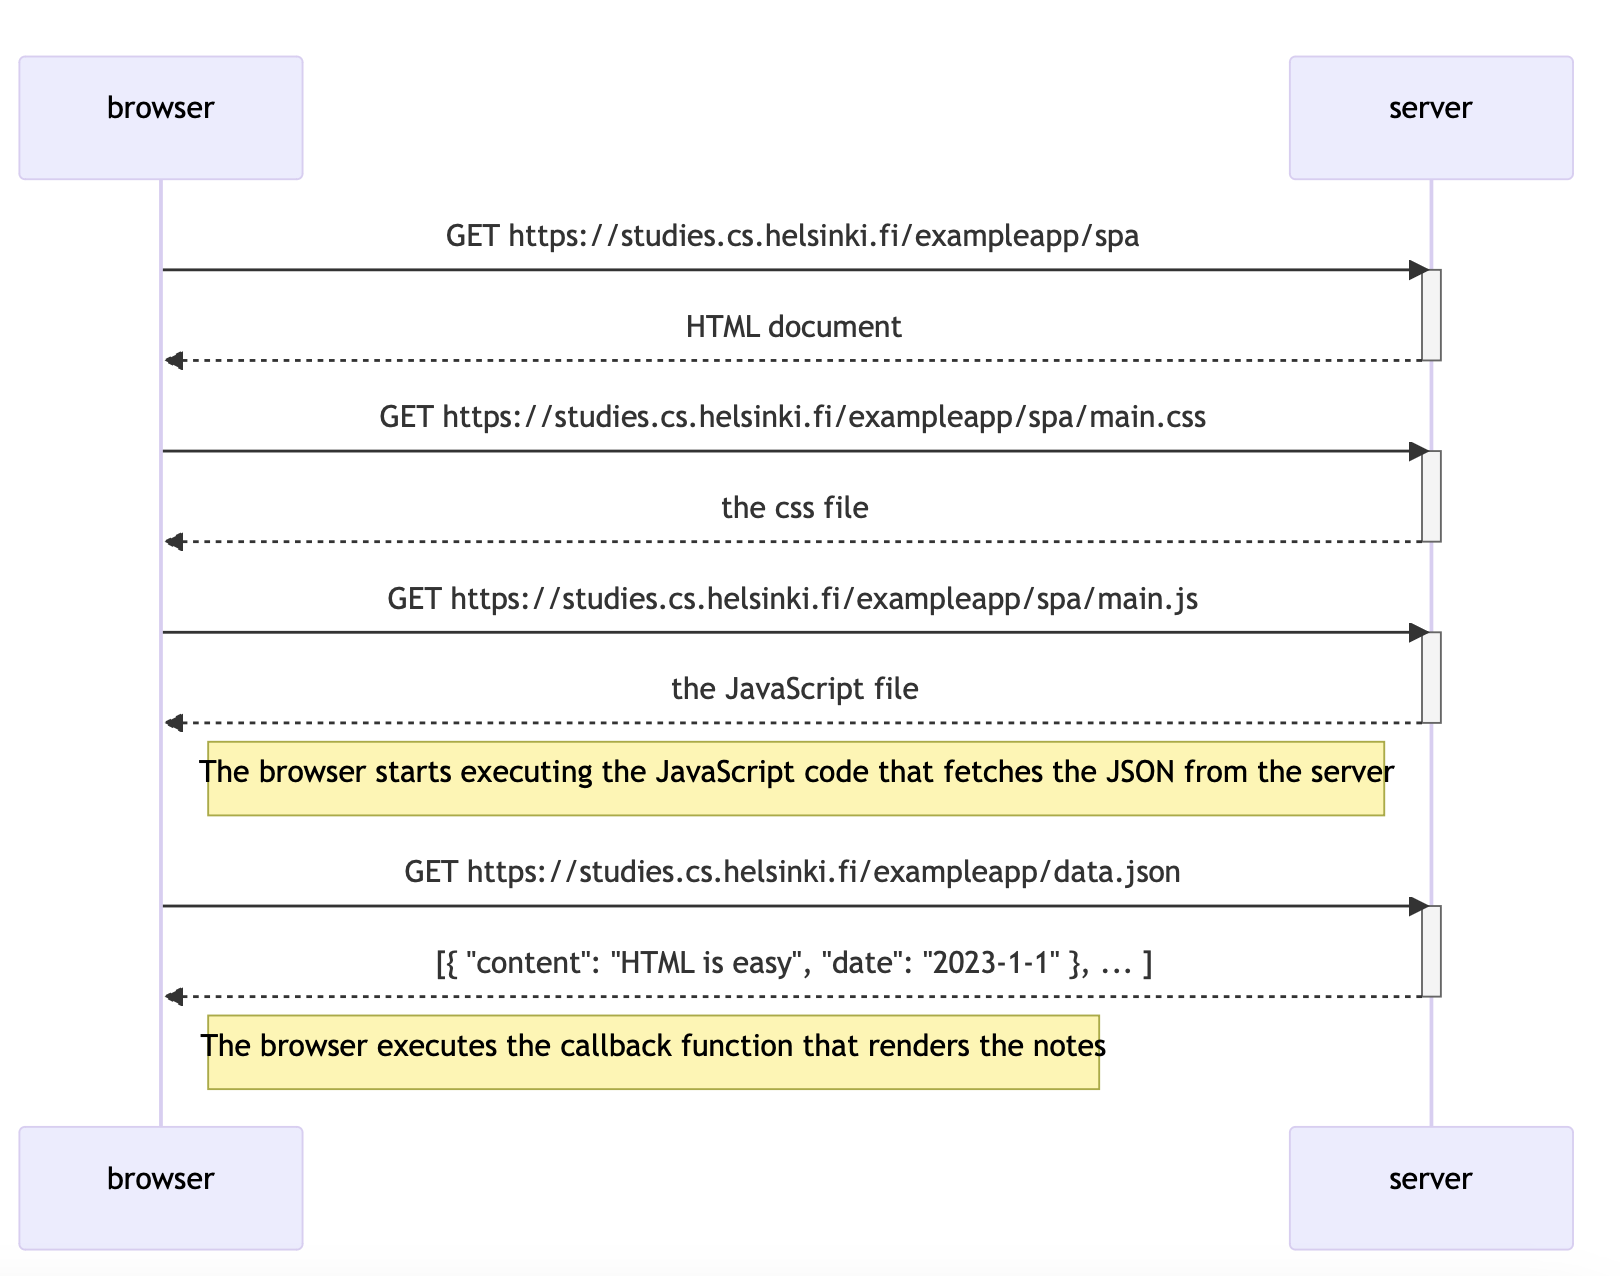 browser
server
GET https://studies.cs.helsinki.fi/exampleapp/spa
HTML document
GET https://studies.cs.helsinki.fi/exampleapp/spa/main.css
the css file
GET https://studies.cs.helsinki.fi/exampleapp/spa/main.js
the JavaScript file
The browser starts executing the JavaScript code that fetches the JSON from the server
GET https://studies.cs.helsinki.fi/exampleapp/data.json
[{ "content": "HTML is easy", "date": "2023-1-1" }, ... ]
The browser executes the callback function that renders the notes
browser
server